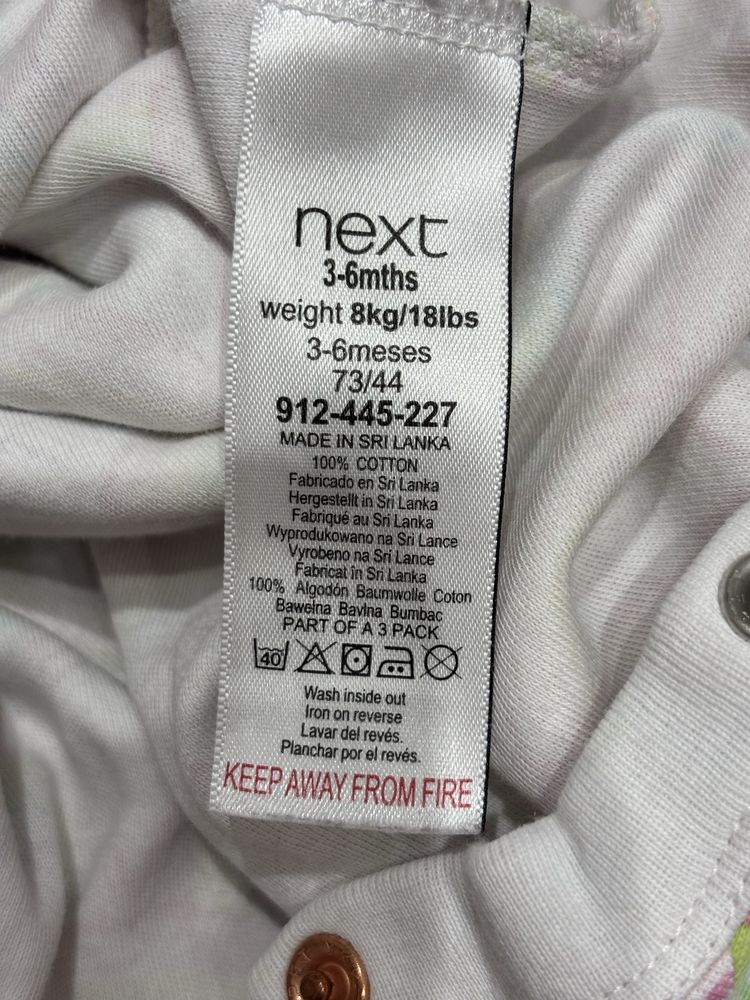 next
3-6mths
weight 8kg/18lbs
3-6meses
73/44
912-445-227
MADE IN SRI LANKA
100% COTTON
Fabricado en Sri Lanka
Hergestellt in Sri Lanka
Fabriqué au Sri Lanka
Wyprodukowano na Sri Lance
Vyrobeno na Sri Lance
Fabricat în Sri Lanka
100% Algodón Baumwolle Coton
Bawełna Bavlna Bumbac
PART OF A 3 PACK
40
Wash inside out
Iron on reverse
Lavar del revés.
Planchar por el revés.
KEEP AWAY FROM FIRE